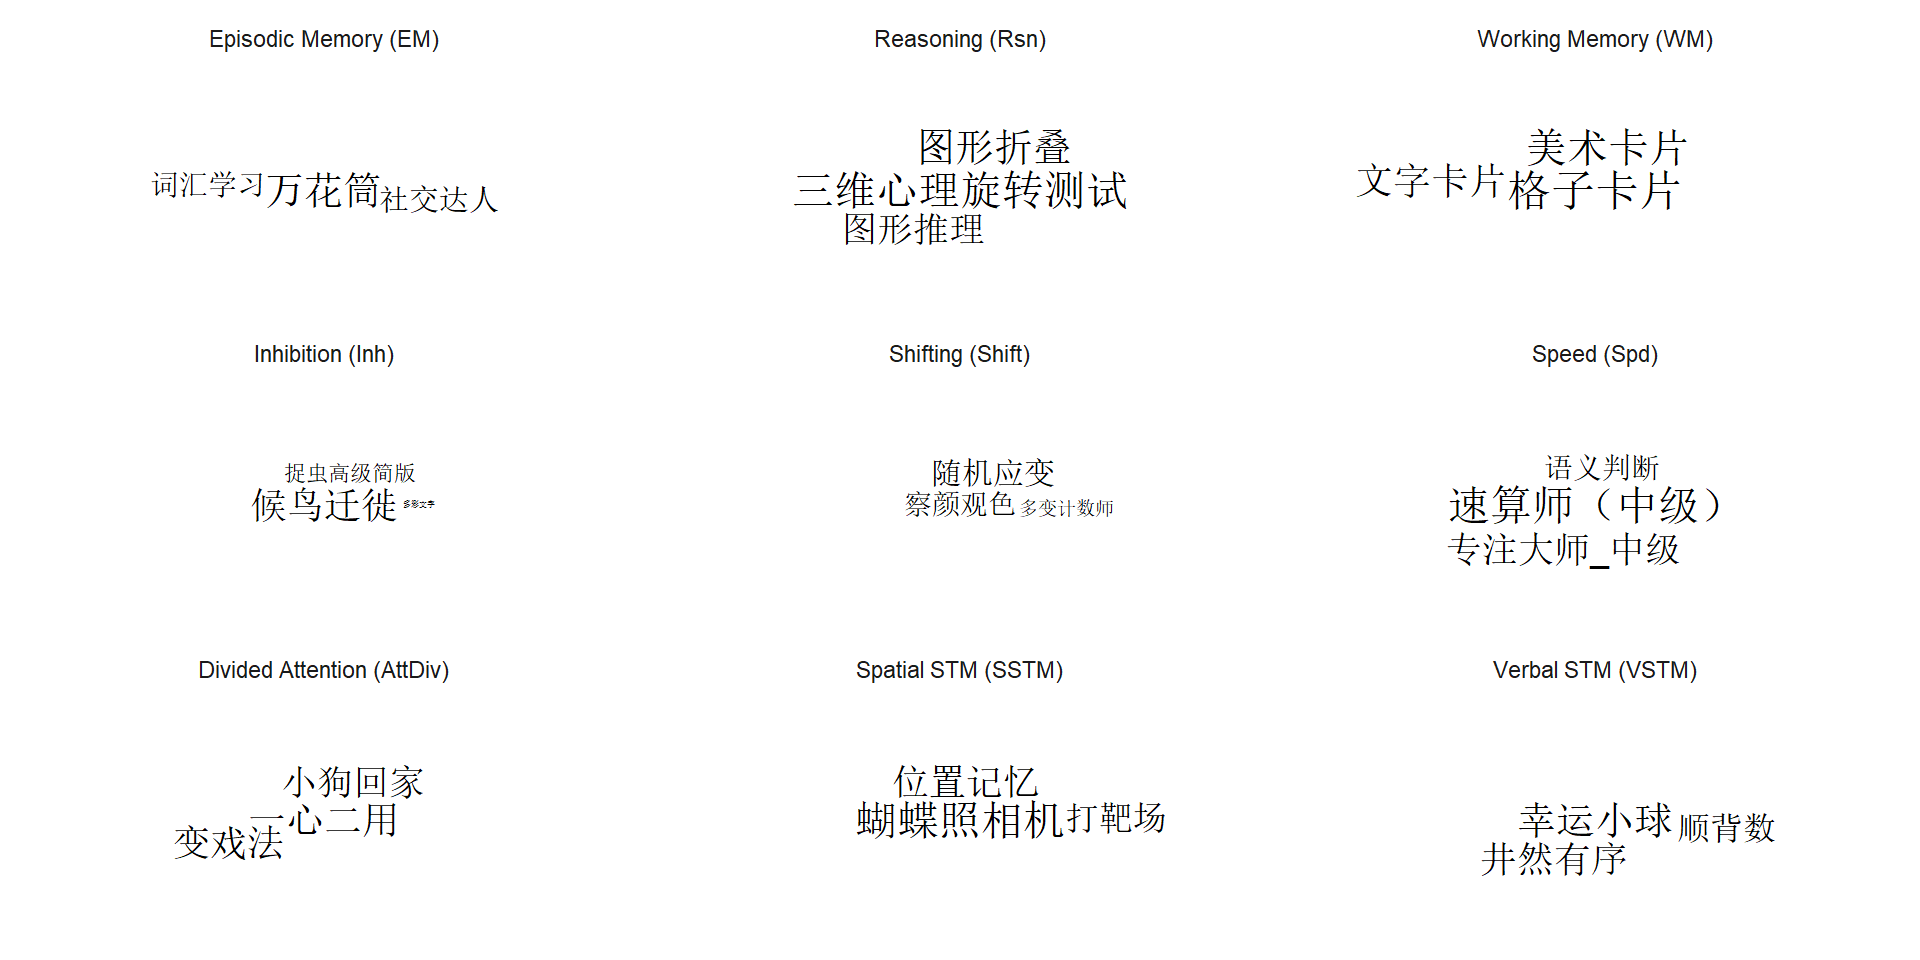 Episodic Memory (EM)
词汇学习
万花筒
社交达人
Reasoning (Rsn)
图形折叠
三维心理旋转测试
图形推理
Working Memory (WM)
美术卡片
文字卡片
格子卡片
Inhibition (Inh)
捉虫高级简版
候鸟迁徙
多彩文字
Shifting (Shift)
随机应变
察颜观色
多变计数师
Speed (Spd)
语义判断
速算师（中级）
专注大师_中级
Divided Attention (AttDiv)
小狗回家
一心二用
变戏法
Spatial STM (SSTM)
位置记忆
蝴蝶照相机
打靶场
Verbal STM (VSTM)
幸运小球
顺背数
井然有序